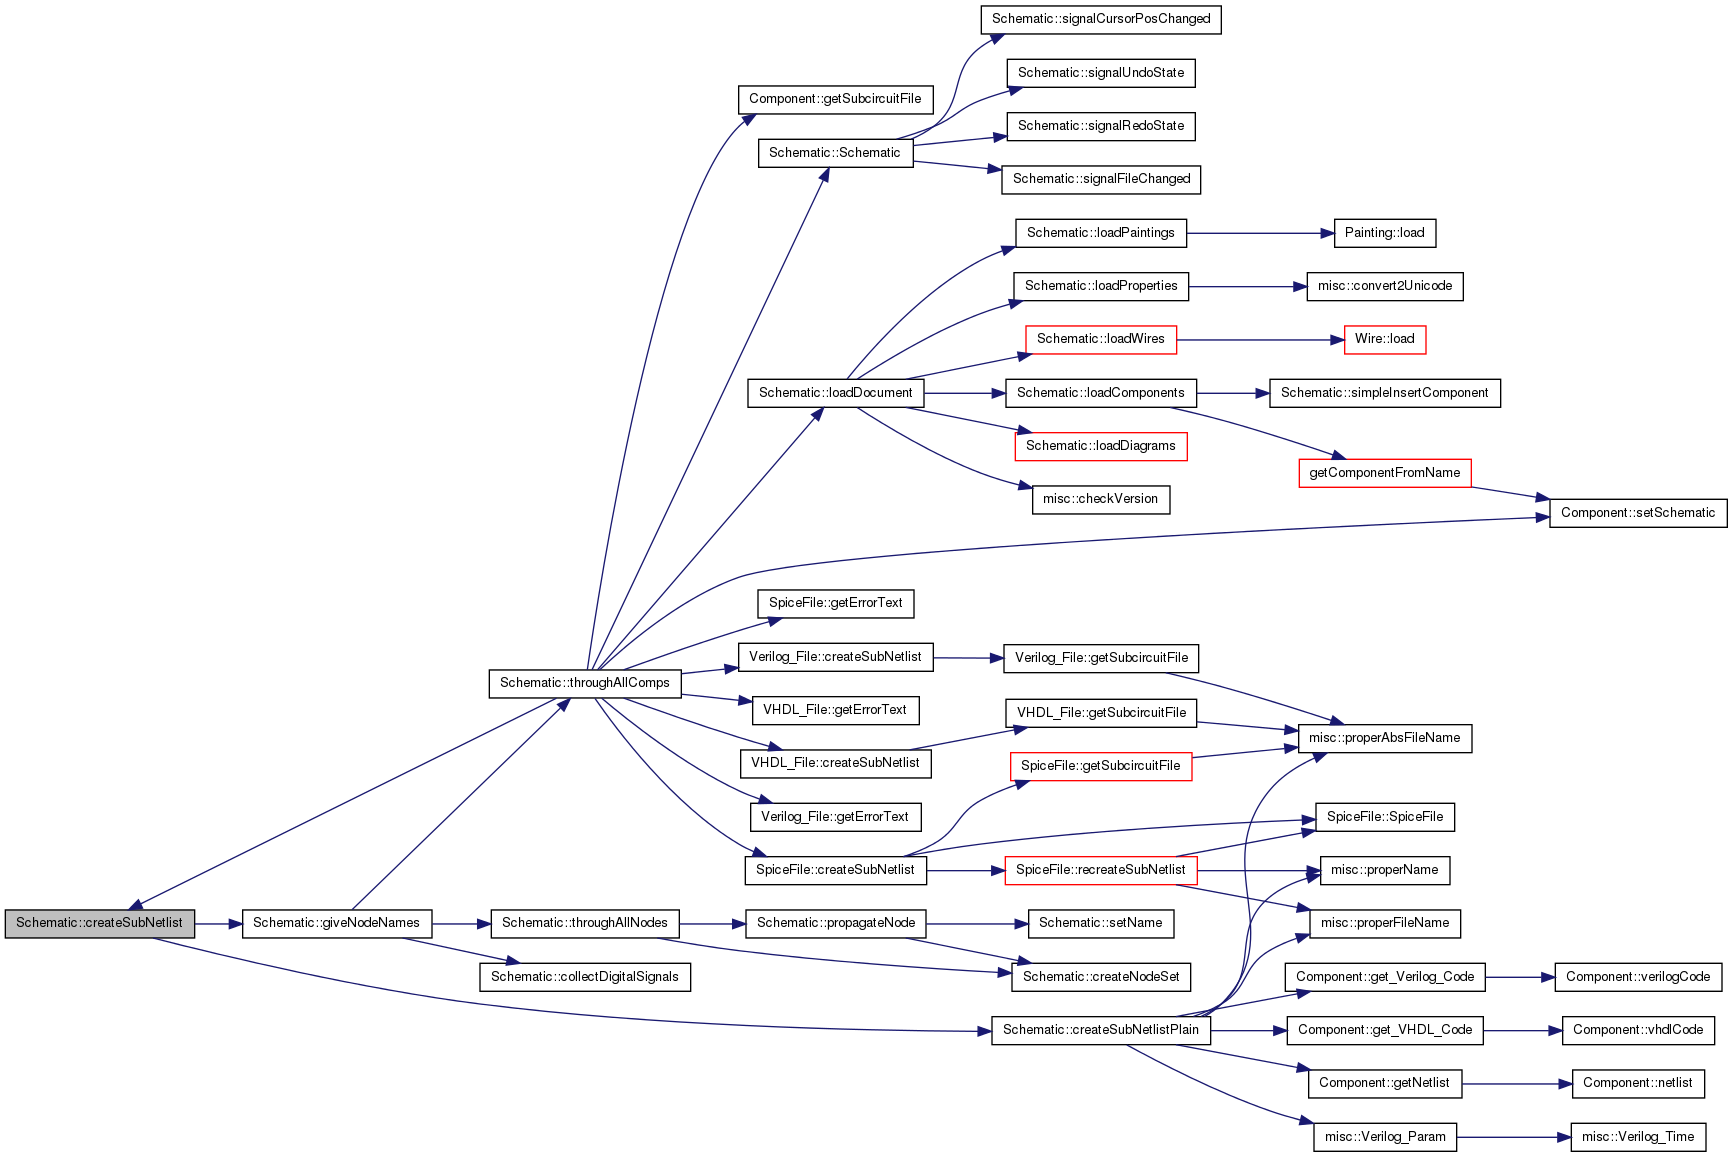 Schematic::signalCursorPosChanged
Schematic::signalUndoState
Component::getSubcircuitFile
Schematic::signalRedoState
Schematic::Schematic
Schematic::signalFileChanged
Schematic::loadPaintings
Painting::load
Schematic::loadProperties
misc::convert2Unicode
Schematic::loadWires
Wire::load
Schematic::loadDocument
Schematic::loadComponents
Schematic::simpleInsertComponent
Schematic::loadDiagrams
getComponentFromName
misc::checkVersion
Component::setSchematic
SpiceFile::getErrorText
Verilog_File::createSubNetlist
Verilog_File::getSubcircuitFile
Schematic::throughAllComps
VHDL_File::getErrorText
VHDL_File::getSubcircuitFile
misc::properAbsFileName
VHDL_File::createSubNetlist
SpiceFile::getSubcircuitFile
Verilog_File::getErrorText
SpiceFile::SpiceFile
SpiceFile::createSubNetlist
SpiceFile::recreateSubNetlist
misc::properName
Schematic::createSubNetlist
Schematic::giveNodeNames
Schematic::throughAllNodes
Schematic::propagateNode
Schematic::setName
misc::properFileName
Schematic::collectDigitalSignals
Schematic::createNodeSet
Component::get_Verilog_Code
Component::verilogCode
Schematic::createSubNetlistPlain
Component::get_VHDL_Code
Component::vhdlCode
Component::getNetlist
Component::netlist
misc::Verilog_Param
misc::Verilog_Time